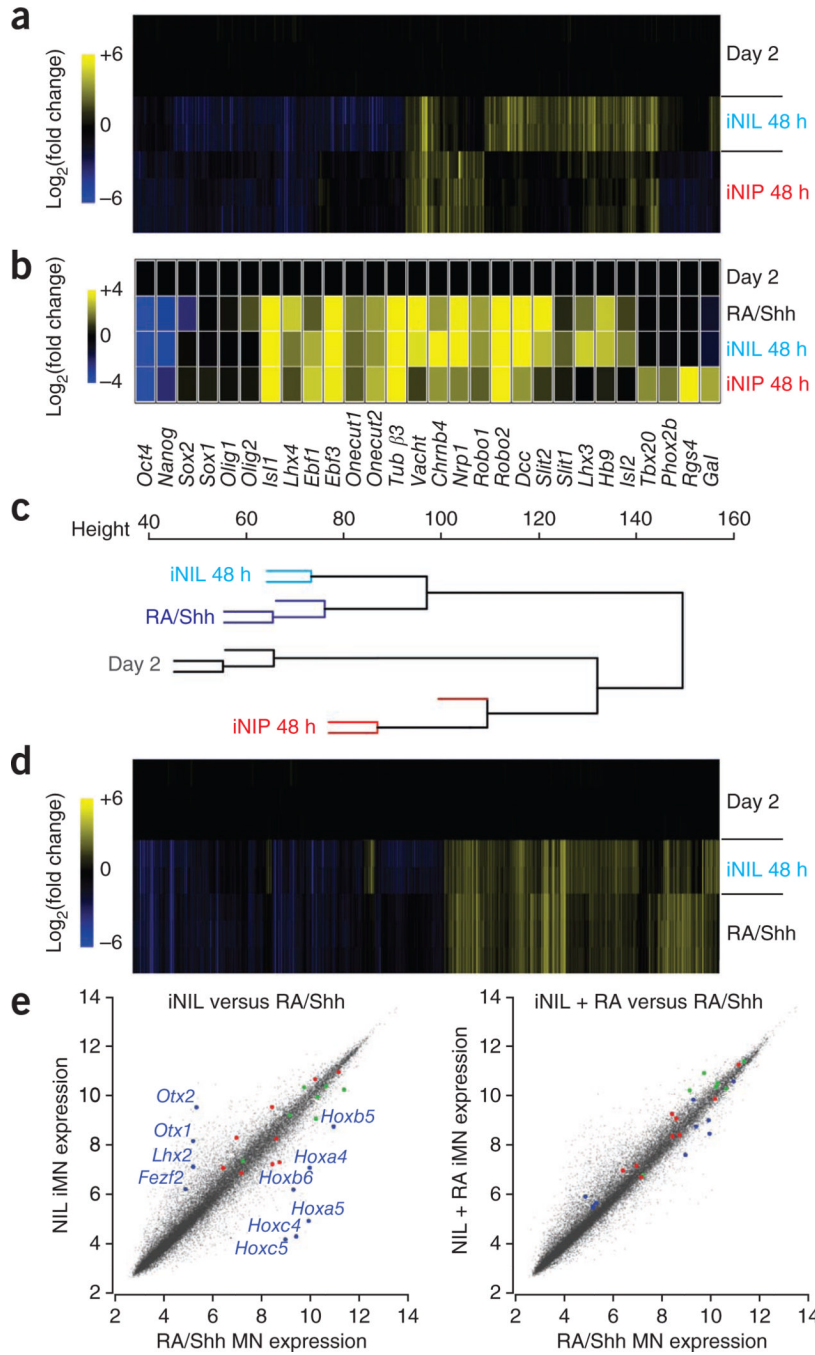 a
Log2(fold change)
+6
0
–6
Day 2
iNIL 48 h
iNIP 48 h
b
Log2(fold change)
+4
0
–4
Day 2
RA/Shh
iNIL 48 h
iNIP 48 h
Oct4
Nanog
Sox2
Sox1
Olig1
Olig2
Isl1
Lhx4
Ebf1
Ebf3
Onecut1
Onecut2
Tub β3
Vacht
Chrnb4
Nrp1
Robo1
Robo2
Dcc
Slit2
Slit1
Lhx3
Hb9
Isl2
Tbx20
Phox2b
Rgs4
Gal
c
Height 40 60 80 100 120 140 160
iNIL 48 h
RA/Shh
Day 2
iNIP 48 h
d
Log2(fold change)
+6
0
–6
Day 2
iNIL 48 h
RA/Shh
e
iNIL versus RA/Shh
NIL iMN expression
14
12
10
8
6
4
2
Otx2
Otx1
Lhx2
Fezf2
Hoxb5
Hoxa4
Hoxb6
Hoxa5
Hoxc4
Hoxc5
2 4 6 8 10 12 14
RA/Shh MN expression
iNIL + RA versus RA/Shh
NIL + RA iMN expression
14
12
10
8
6
4
2
2 4 6 8 10 12 14
RA/Shh MN expression